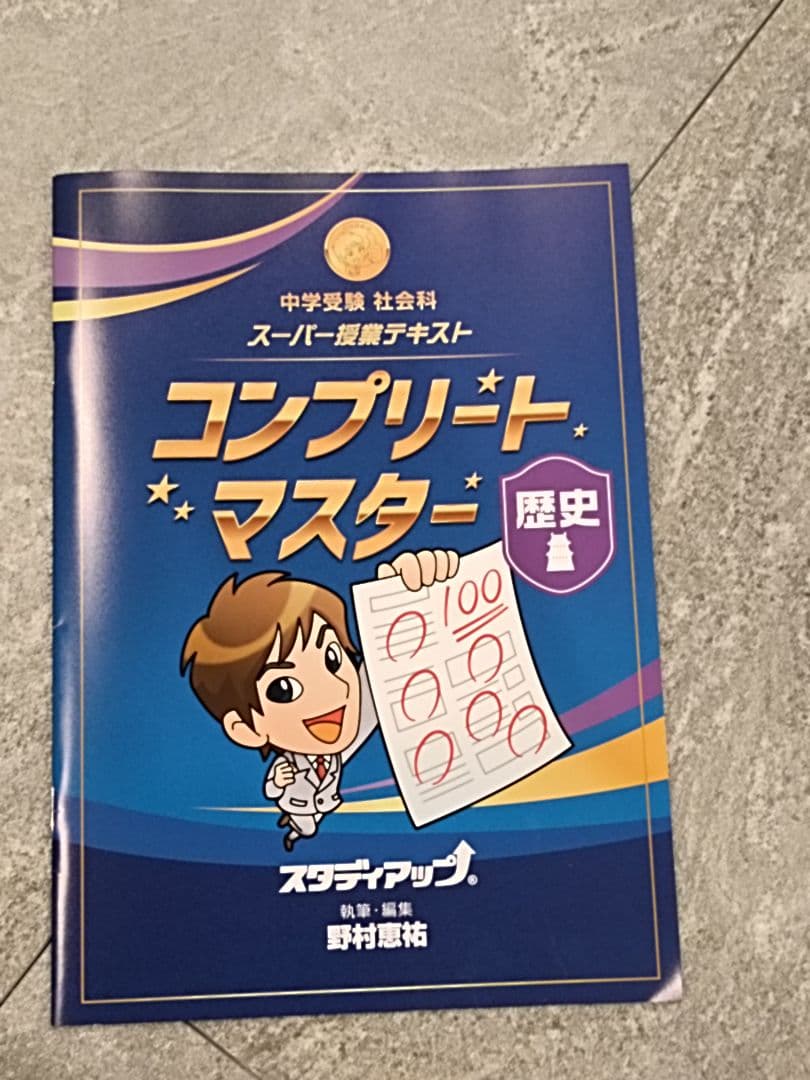 中学受験 社会科
スーパー授業テキスト
コンプリート
マスター
歴史
100
スタディアップ®
執筆・編集
野村恵祐